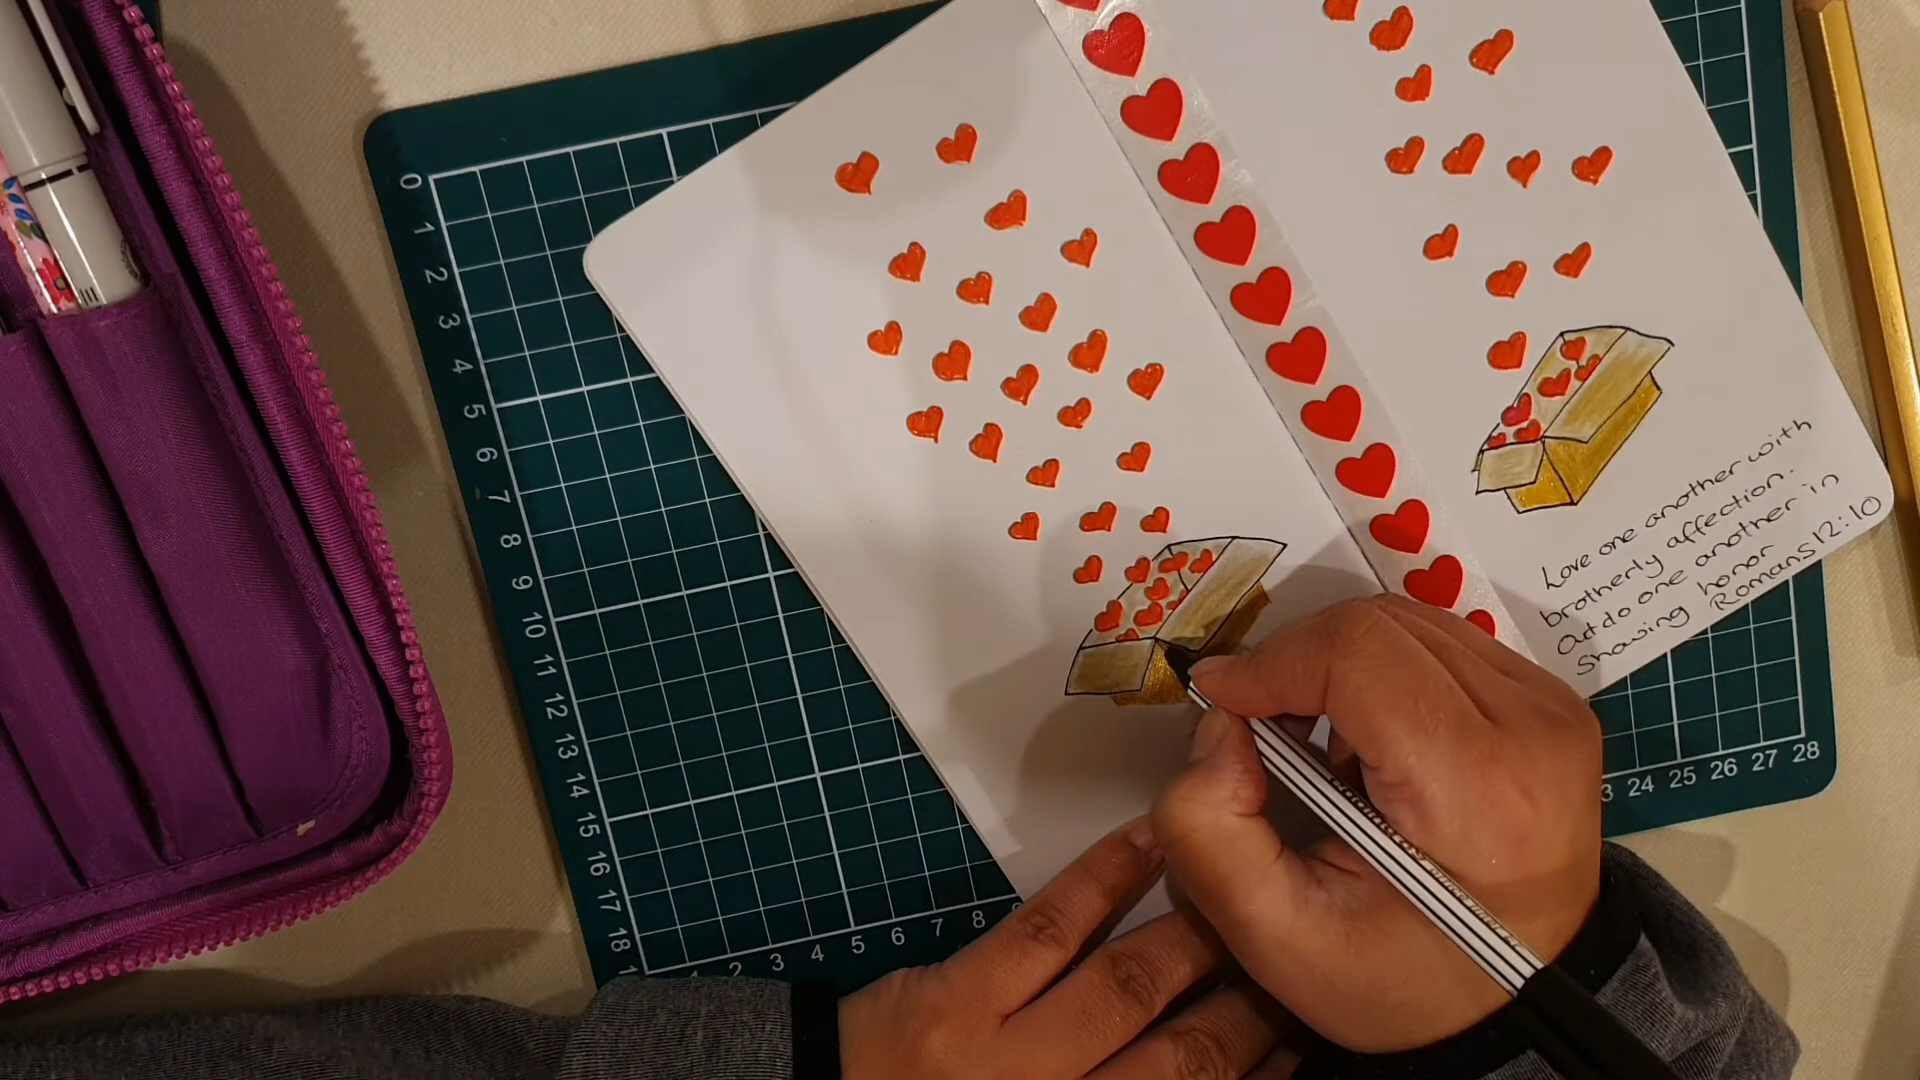 Love one another with
brotherly affection.
Outdo one another in
showing honor
Romans 12:10
0
1
2
3
4
5
6
7
8
9
10
11
12
13
14
15
16
17
18
2 3 4 5 6 7 8
24 25 26 27 28